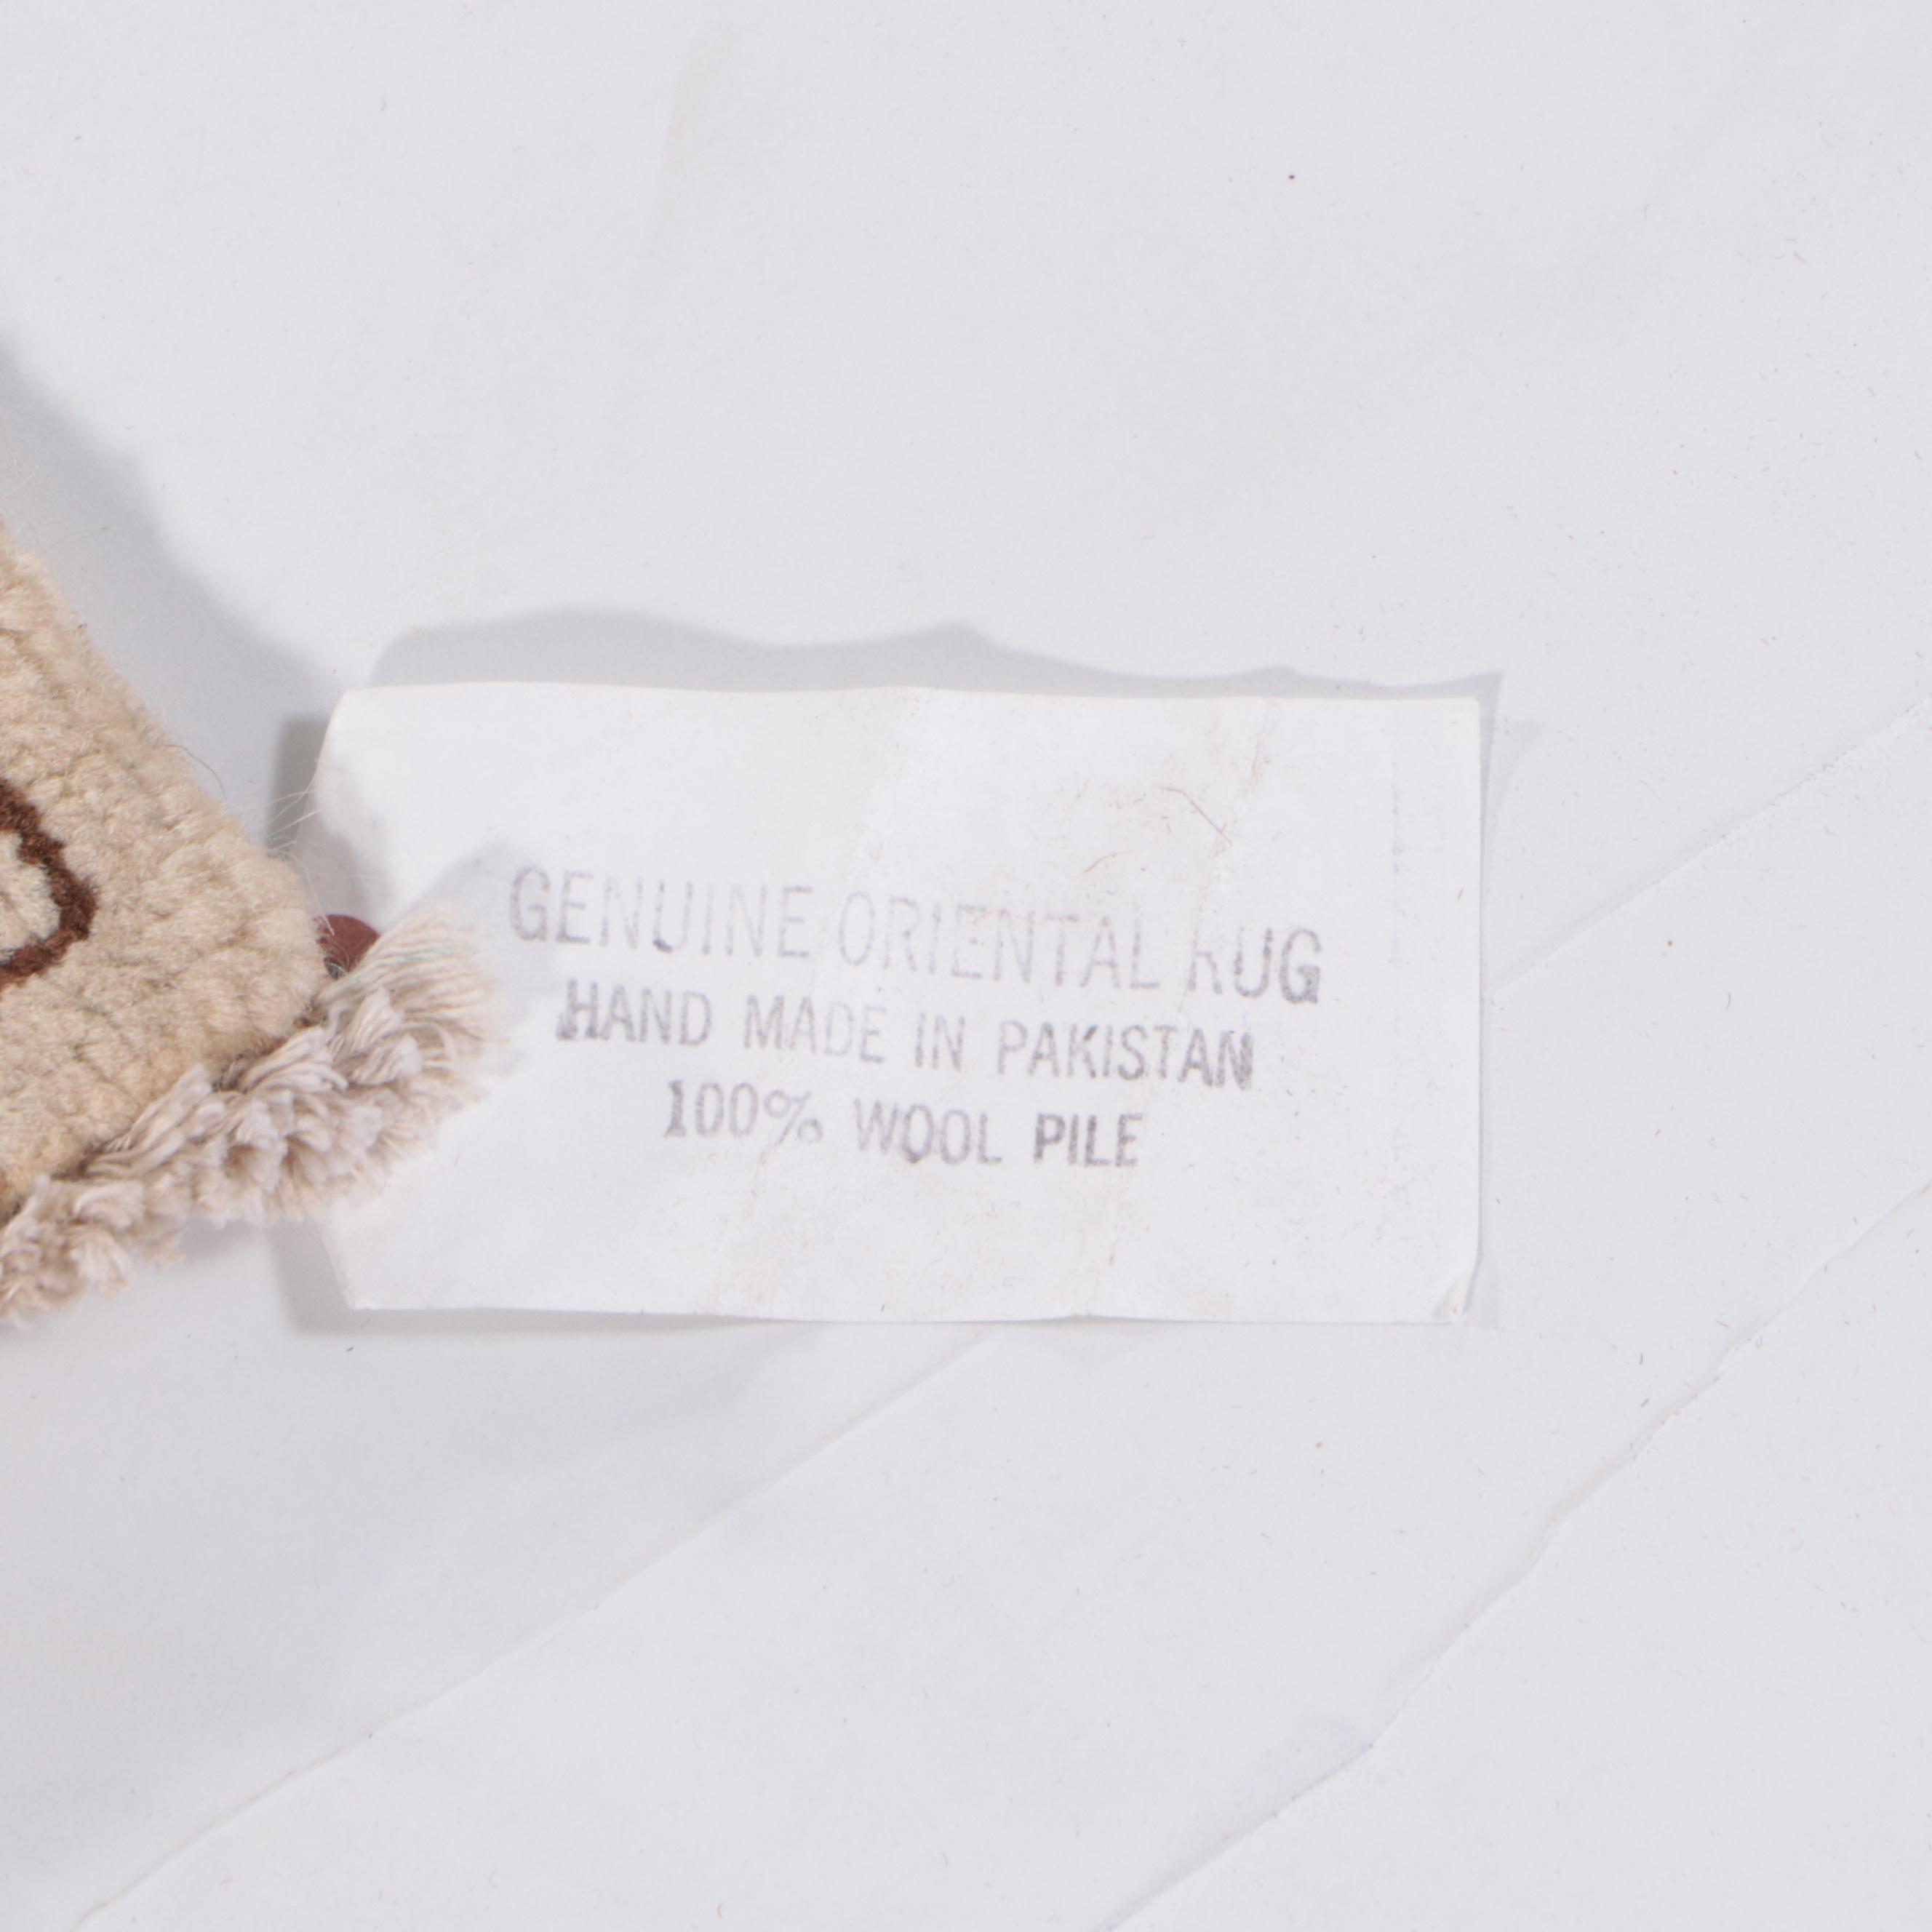 GENUINE ORIENTAL RUG
HAND MADE IN PAKISTAN
100% WOOL PILE